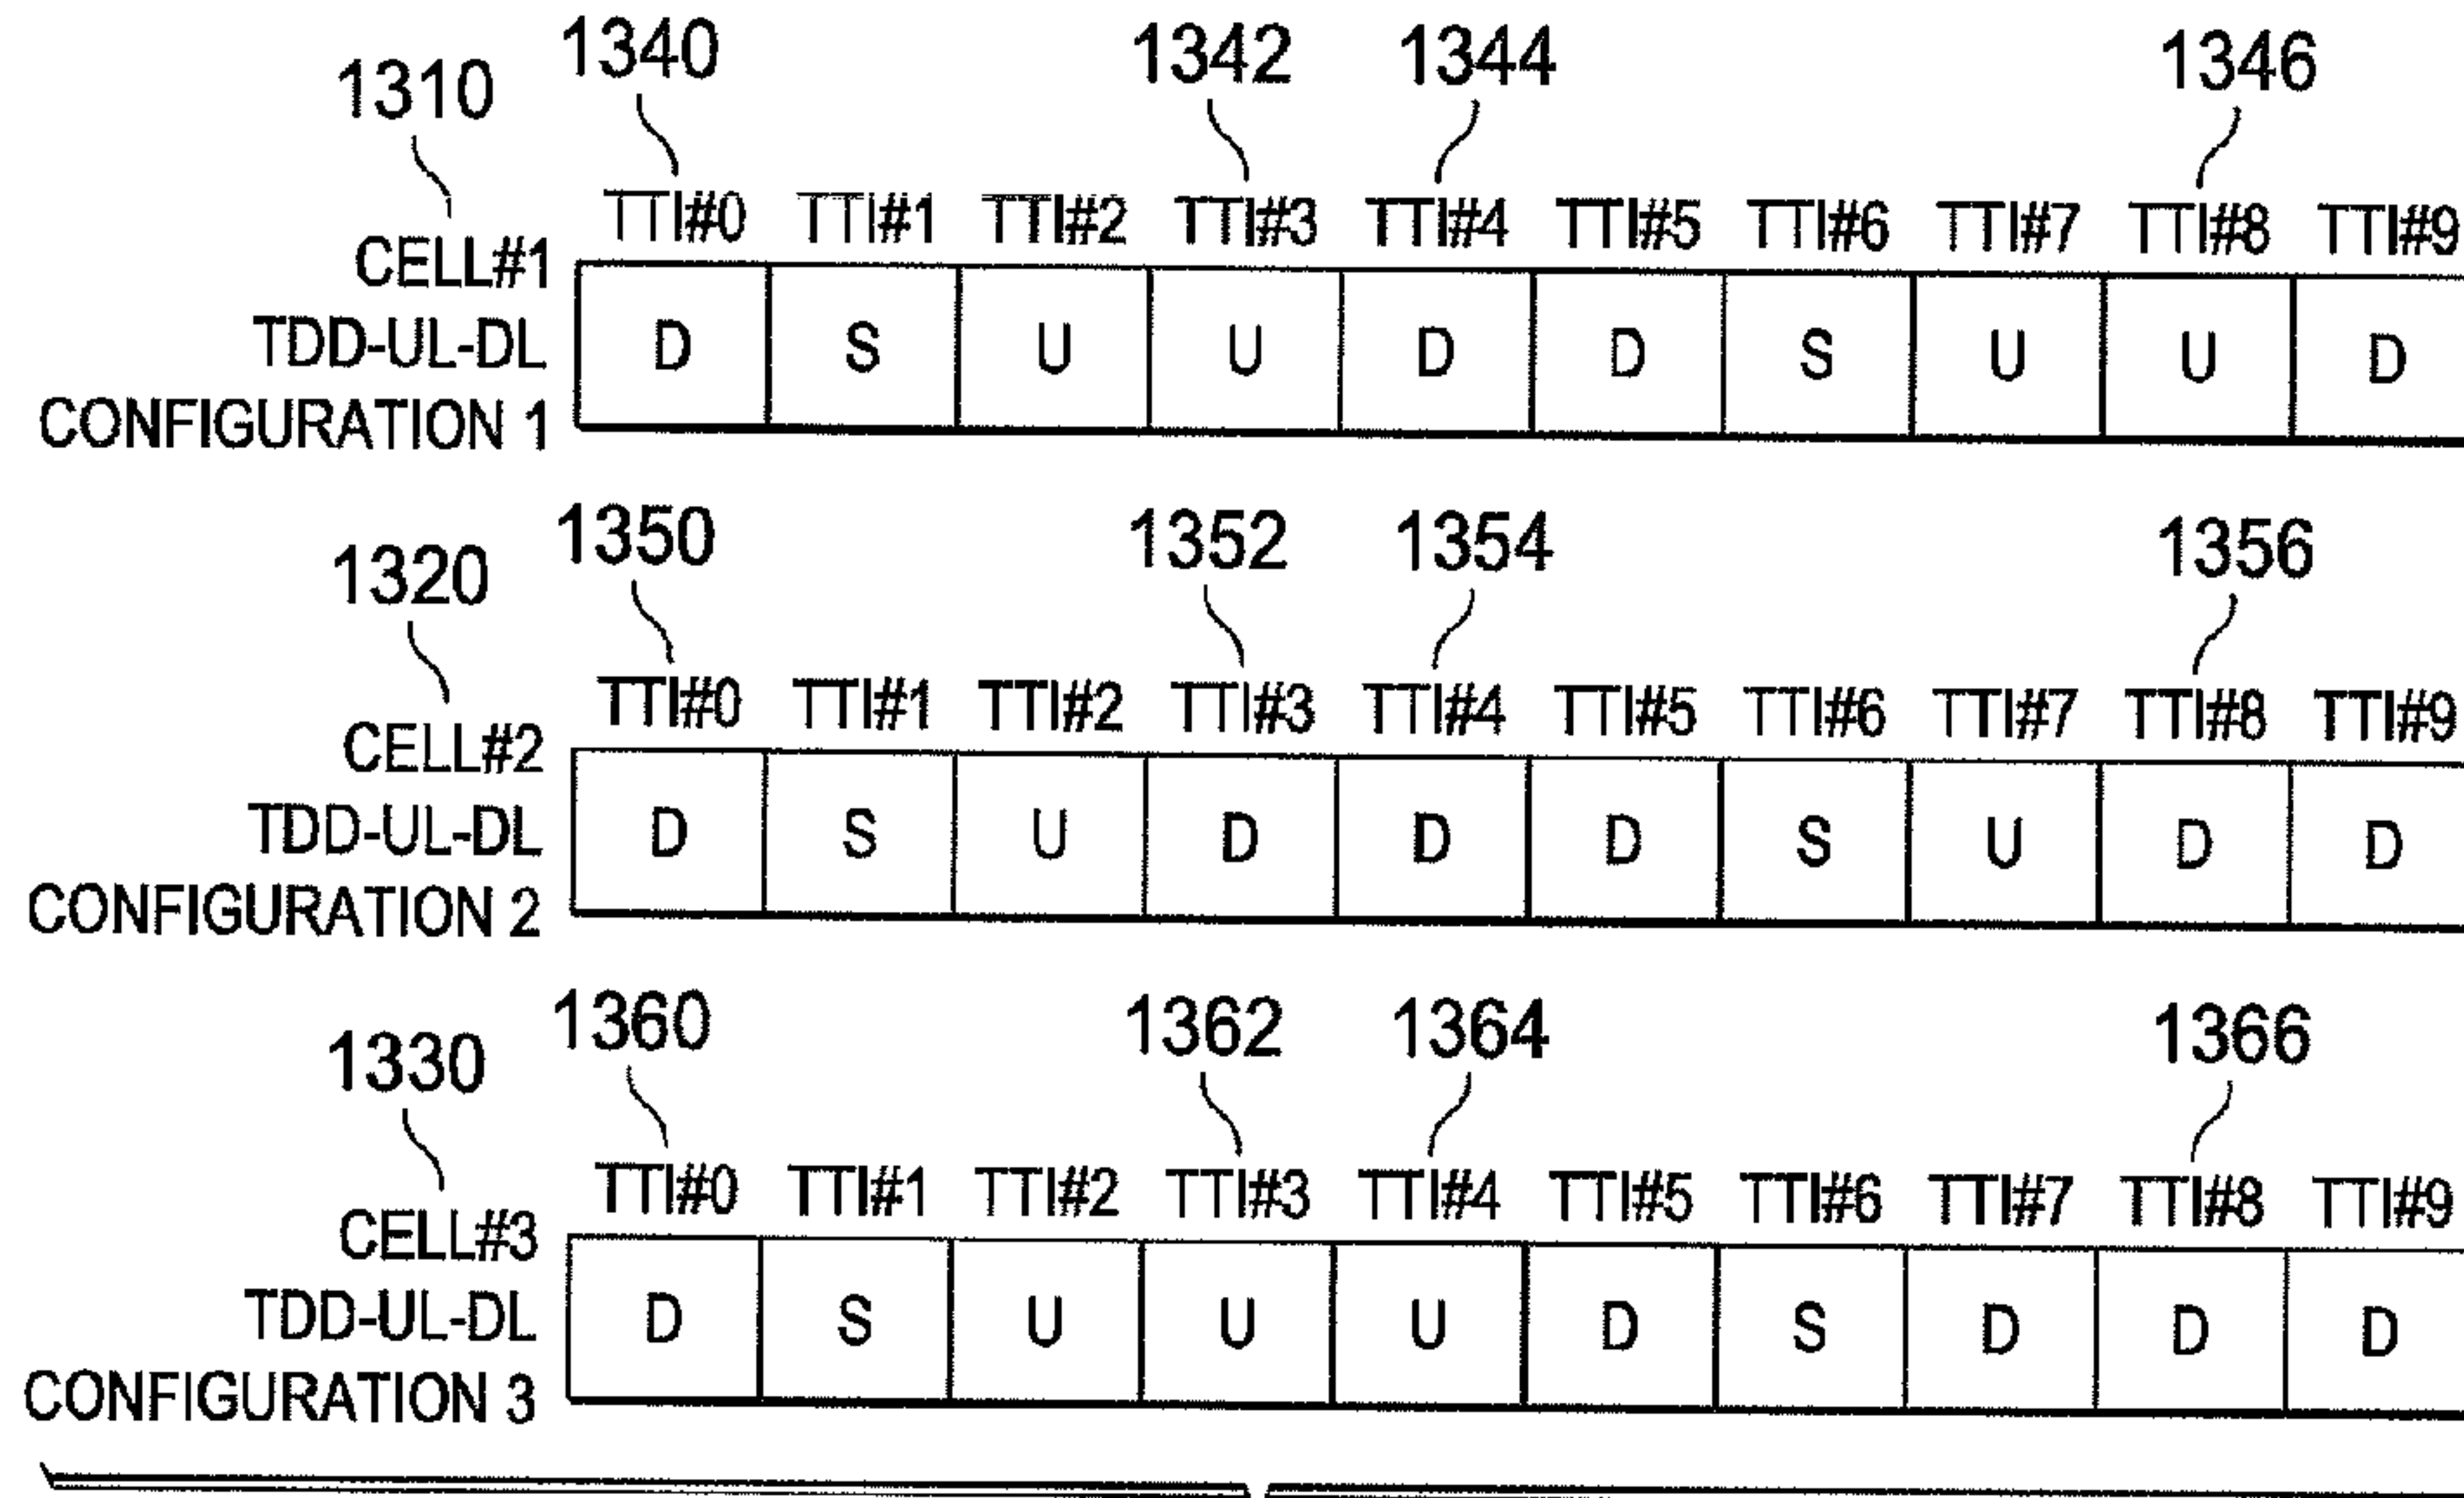 1310 1340 1342 1344 1346
TTI#0 TTI#1 TTI#2 TTI#3 TTI#4 TTI#5 TTI#6 TTI#7 TTI#8 TTI#9
CELL#1
TDD-UL-DL
CONFIGURATION 1
D S U U D D S U U D
1320 1350 1352 1354 1356
TTI#0 TTI#1 TTI#2 TTI#3 TTI#4 TTI#5 TTI#6 TTI#7 TTI#8 TTI#9
CELL#2
TDD-UL-DL
CONFIGURATION 2
D S U D D D S U D D
1330 1360 1362 1364 1366
TTI#0 TTI#1 TTI#2 TTI#3 TTI#4 TTI#5 TTI#6 TTI#7 TTI#8 TTI#9
CELL#3
TDD-UL-DL
CONFIGURATION 3
D S U U U D S D D D